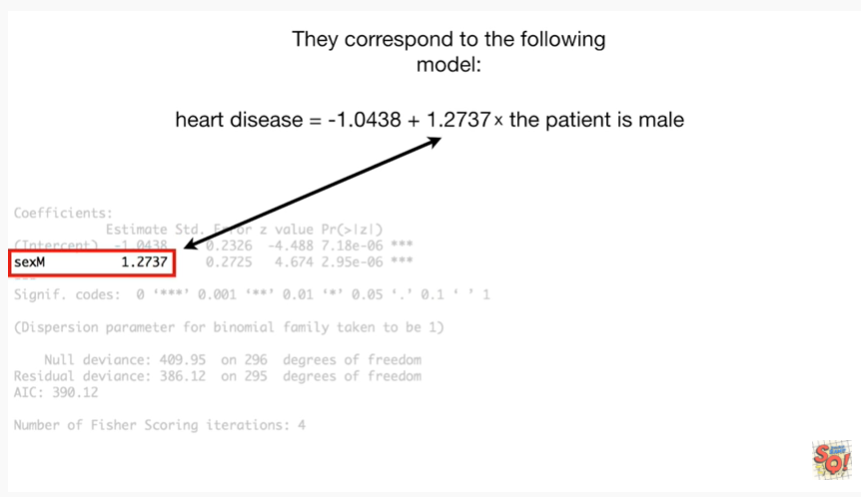 They correspond to the following
model:
heart disease = -1.0438 + 1.2737 x the patient is male
Coefficients:
Estimate Std. Error z value Pr(>|z|)
(Intercept) -1.0438 0.2326 -4.488 7.18e-06 ***
sexM 1.2737 0.2725 4.674 2.95e-06 ***
---
Signif. codes: 0 ‘***’ 0.001 ‘**’ 0.01 ‘*’ 0.05 ‘.’ 0.1 ‘ ’ 1
(Dispersion parameter for binomial family taken to be 1)
Null deviance: 409.95 on 296 degrees of freedom
Residual deviance: 386.12 on 295 degrees of freedom
AIC: 390.12
Number of Fisher Scoring iterations: 4
SQ!